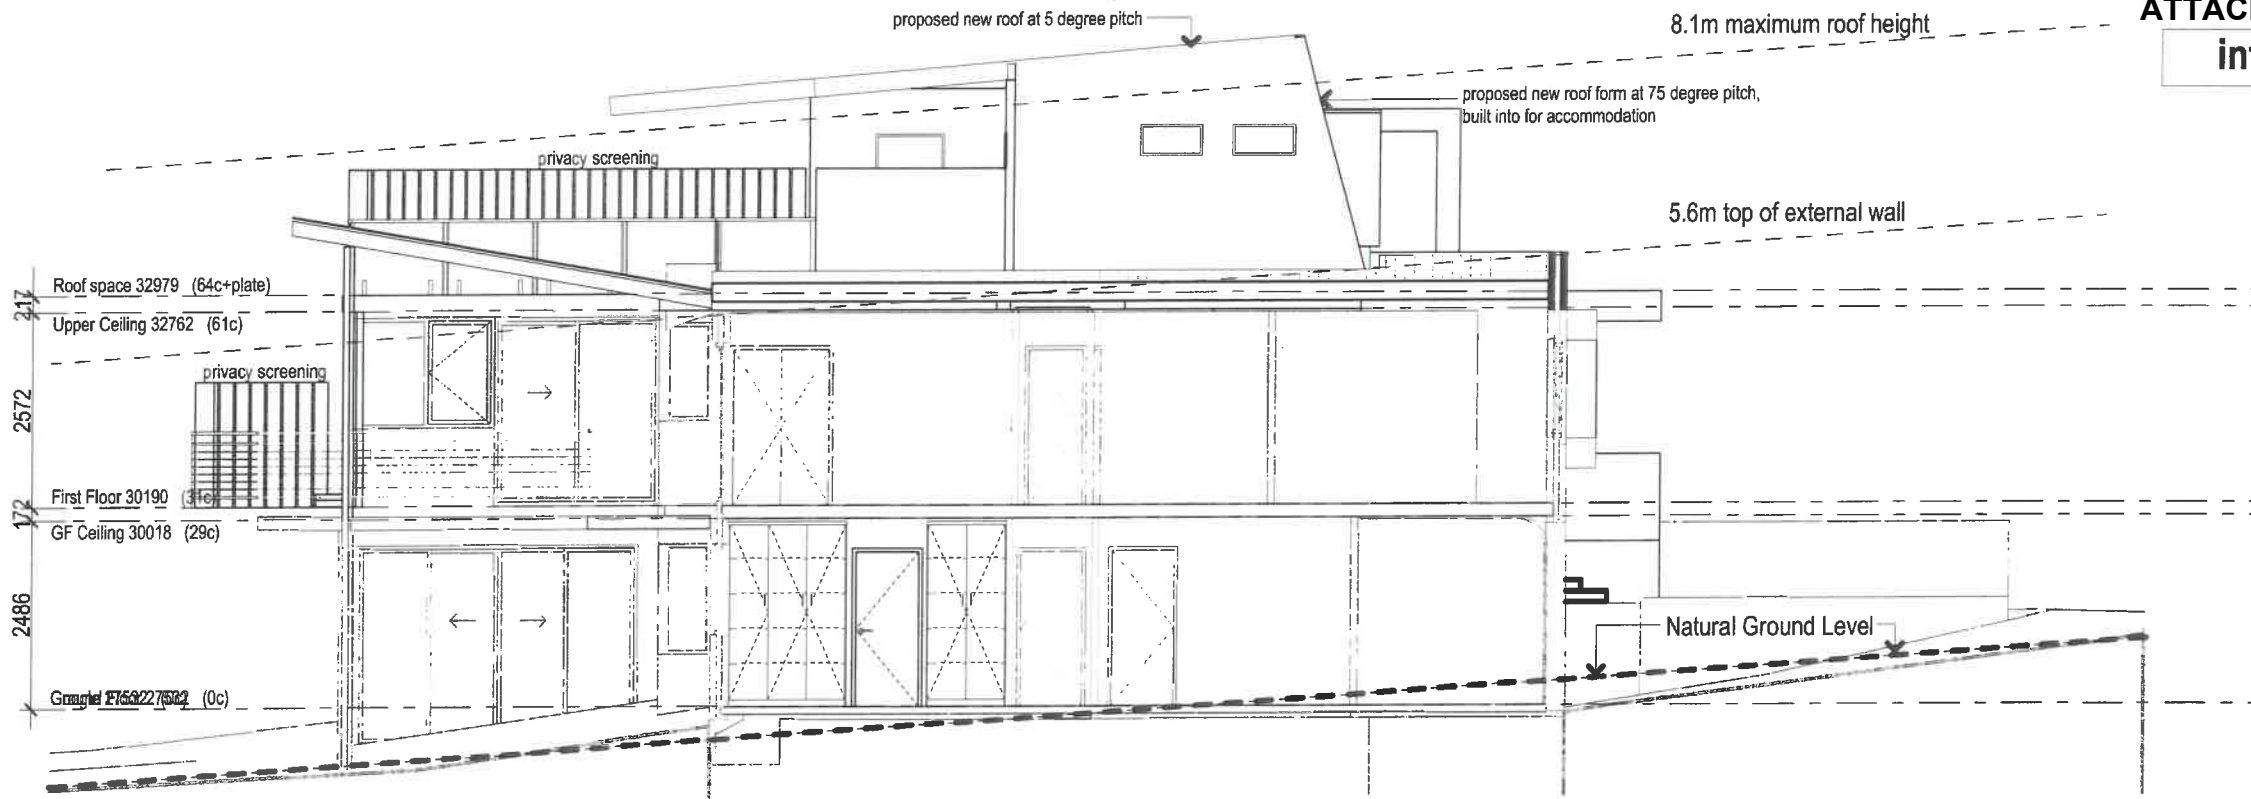 ATTAC
proposed new roof at 5 degree pitch
8.1m maximum roof height
in
proposed new roof form at 75 degree pitch,
built into for accommodation
privacy screening
5.6m top of external wall
Roof space 32979 (64c+plate)
217
Upper Ceiling 32762 (61c)
privacy screening
2572
First Floor 30190 (31c)
172
GF Ceiling 30018 (29c)
2486
Natural Ground Level
(0c)